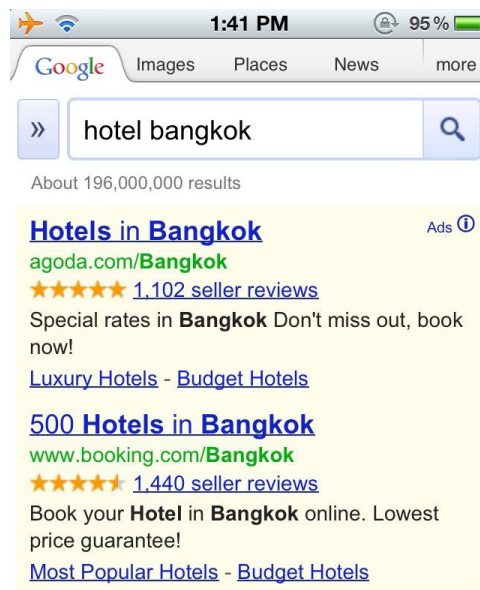 1:41 PM 95%
Google Images Places News more
» hotel bangkok
About 196,000,000 results
Hotels in Bangkok Ads
agoda.com/Bangkok
1,102 seller reviews
Special rates in Bangkok Don't miss out, book
now!
Luxury Hotels - Budget Hotels
500 Hotels in Bangkok
www.booking.com/Bangkok
1,440 seller reviews
Book your Hotel in Bangkok online. Lowest
price guarantee!
Most Popular Hotels - Budget Hotels